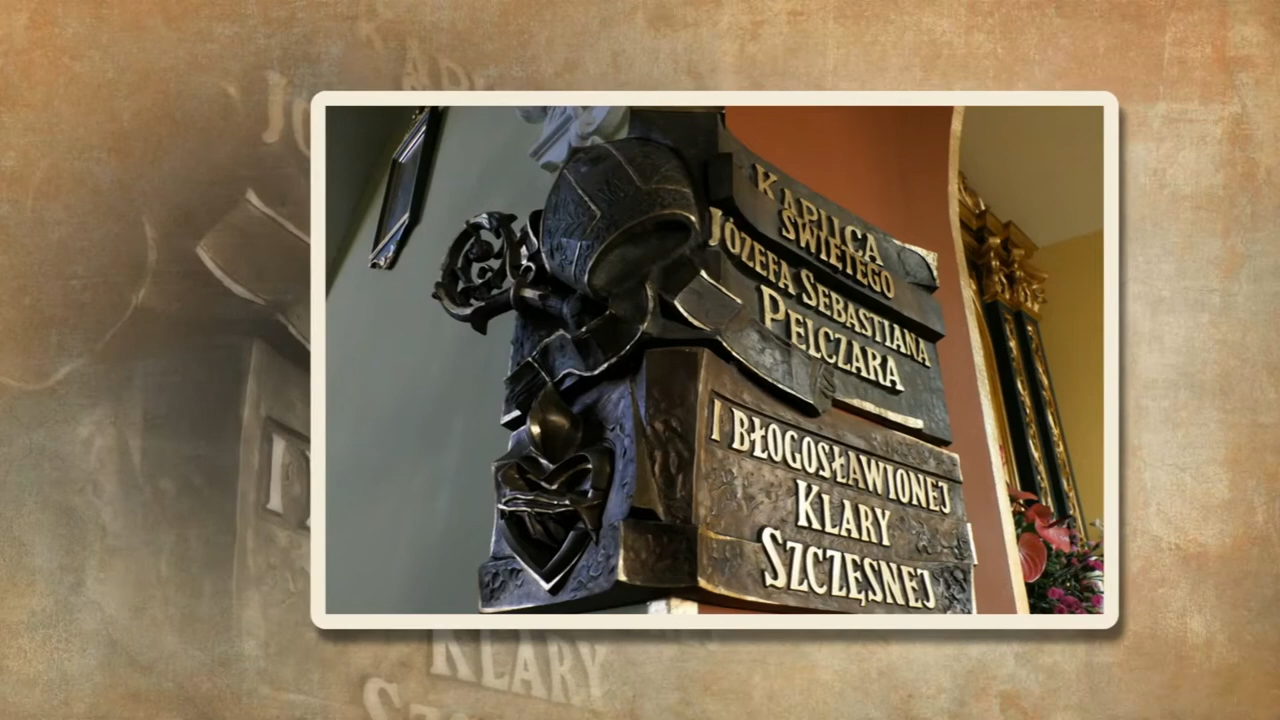 KAPLICA
ŚWIĘTEGO
JÓZEFA SEBASTIANA
PELCZARA
I BŁOGOSŁAWIONEJ
KLARY
SZCZĘSNEJ
KLARY